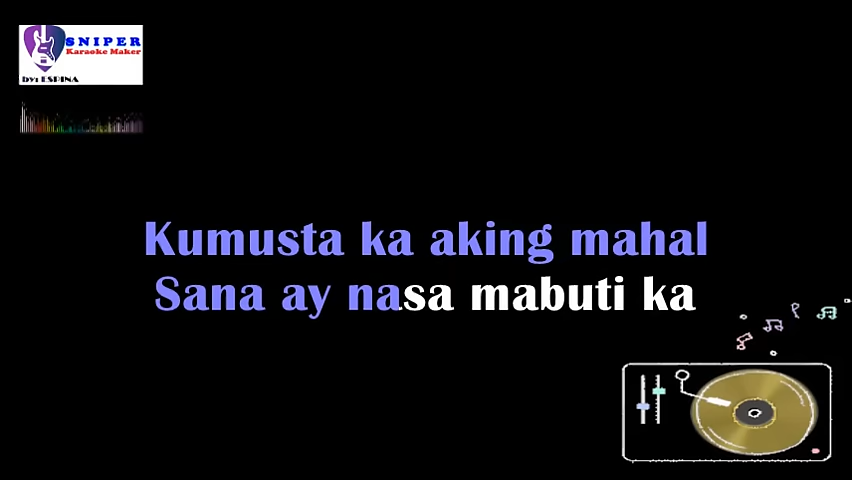 SNIPER
Karaoke Maker
by: ESPINA
Kumusta ka aking mahal
Sana ay nasa mabuti ka